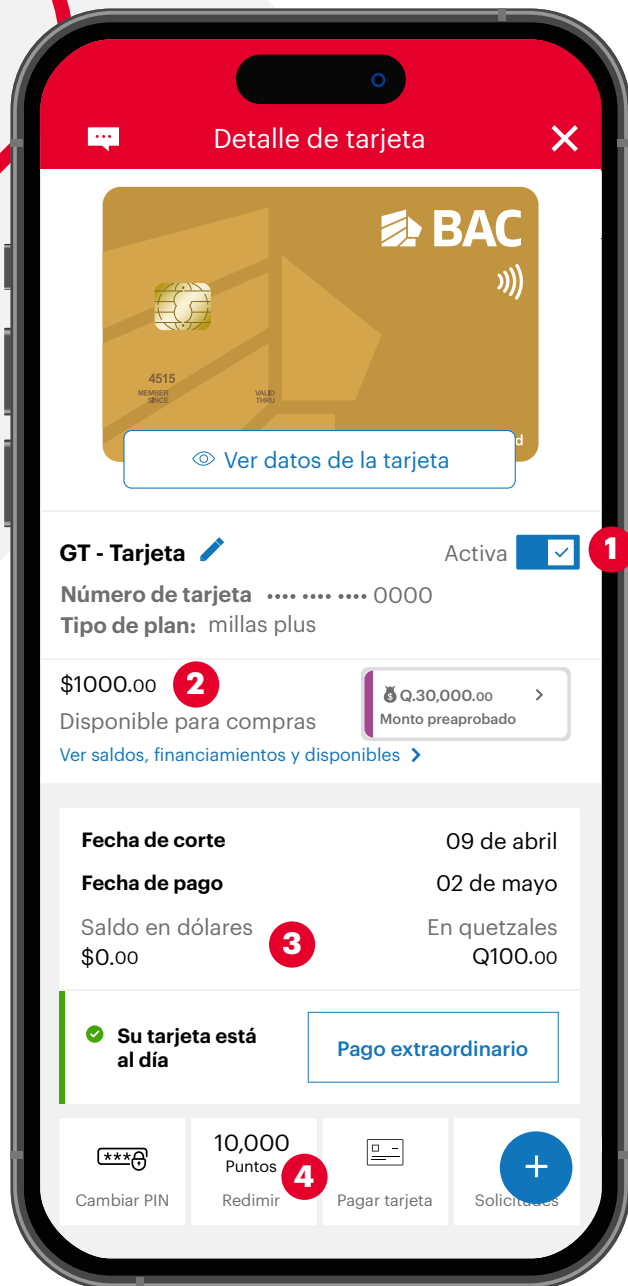 Detalle de tarjeta
BAC
4515
MEMBER SINCE
VALID THRU
d
Ver datos de la tarjeta
GT - Tarjeta
Activa
1
Número de tarjeta •••• •••• •••• 0000
Tipo de plan: millas plus
$1000.00
2
Disponible para compras
Q.30,000.00
Monto preaprobado
Ver saldos, financiamientos y disponibles
Fecha de corte 09 de abril
Fecha de pago 02 de mayo
Saldo en dólares
3
En quetzales
$0.00
Q100.00
Su tarjeta está
al día
Pago extraordinario
***
Cambiar PIN
10,000
Puntos
4
Redimir
Pagar tarjeta
+
Solicitudes